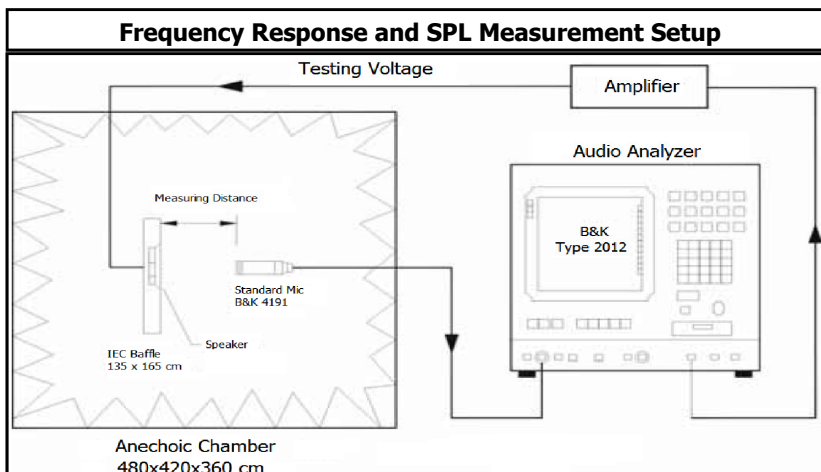 Frequency Response and SPL Measurement Setup
Testing Voltage
Amplifier
Audio Analyzer
Measuring Distance
B&K
Type 2012
Standard Mic
B&K 4191
Speaker
IEC Baffle
135 x 165 cm
Anechoic Chamber
480x420x360 cm